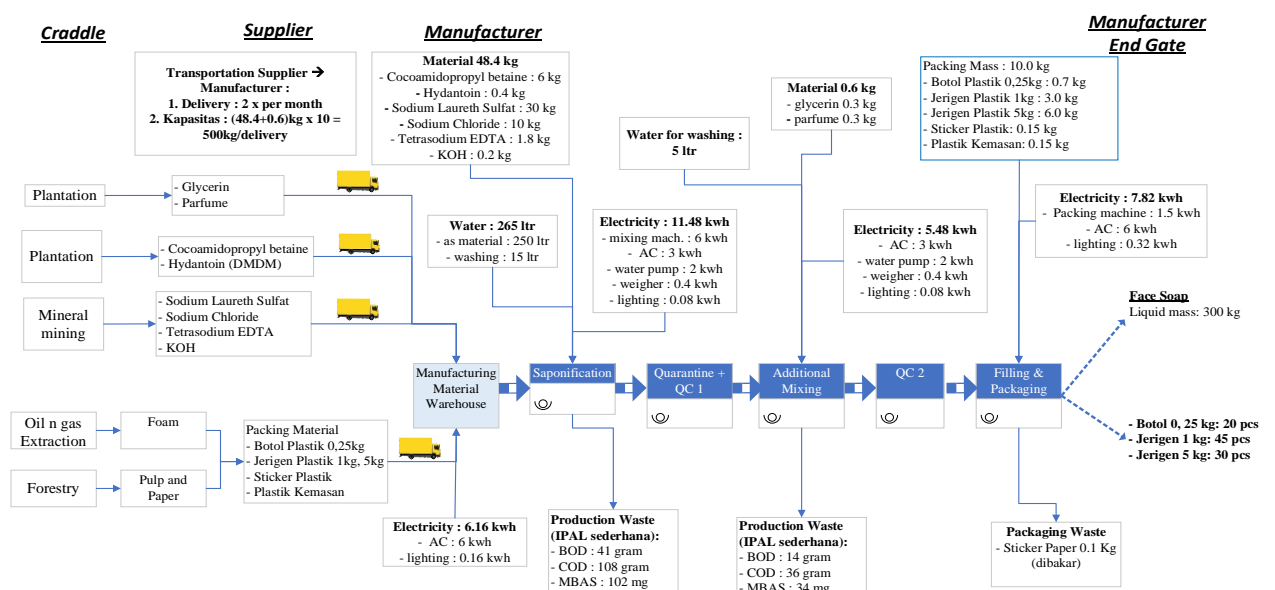 Craddle
Supplier
Manufacturer
Manufacturer
End Gate
Transportation Supplier →
Manufacturer :
1. Delivery : 2 x per month
2. Kapasitas : (48.4+0.6)kg x 10 =
500kg/delivery
Material 48.4 kg
- Cocoamidopropyl betaine : 6 kg
- Hydantoin : 0.4 kg
- Sodium Laureth Sulfat : 30 kg
- Sodium Chloride : 10 kg
- Tetrasodium EDTA : 1.8 kg
- KOH : 0.2 kg
Water for washing :
5 ltr
Material 0.6 kg
- glycerin 0.3 kg
- parfume 0.3 kg
Packing Mass : 10.0 kg
- Botol Plastik 0,25kg : 0.7 kg
- Jerigen Plastik 1kg : 3.0 kg
- Jerigen Plastik 5kg : 6.0 kg
- Sticker Plastik: 0.15 kg
- Plastik Kemasan: 0.15 kg
Plantation
- Glycerin
- Parfume
Plantation
- Cocoamidopropyl betaine
- Hydantoin (DMDM)
Mineral
mining
- Sodium Laureth Sulfat
- Sodium Chloride
- Tetrasodium EDTA
- KOH
Water : 265 ltr
- as material : 250 ltr
- washing : 15 ltr
Electricity : 11.48 kwh
- mixing mach. : 6 kwh
- AC : 3 kwh
- water pump : 2 kwh
- weigher : 0.4 kwh
- lighting : 0.08 kwh
Electricity : 5.48 kwh
- AC : 3 kwh
- water pump : 2 kwh
- weigher : 0.4 kwh
- lighting : 0.08 kwh
Electricity : 7.82 kwh
- Packing machine : 1.5 kwh
- AC : 6 kwh
- lighting : 0.32 kwh
Face Soap
Liquid mass: 300 kg
Manufacturing
Material
Warehouse
Saponification
Quarantine +
QC 1
Additional
Mixing
QC 2
Filling &
Packaging
- Botol 0, 25 kg: 20 pcs
- Jerigen 1 kg: 45 pcs
- Jerigen 5 kg: 30 pcs
Oil n gas
Extraction
Foam
Forestry
Pulp and
Paper
Packing Material
- Botol Plastik 0,25kg
- Jerigen Plastik 1kg, 5kg
- Sticker Plastik
- Plastik Kemasan
Electricity : 6.16 kwh
- AC : 6 kwh
- lighting : 0.16 kwh
Production Waste
(IPAL sederhana):
- BOD : 41 gram
- COD : 108 gram
- MBAS : 102 mg
Production Waste
(IPAL sederhana):
- BOD : 14 gram
- COD : 36 gram
- MBAS : 34 mg
Packaging Waste
- Sticker Paper 0.1 Kg
(dibakar)